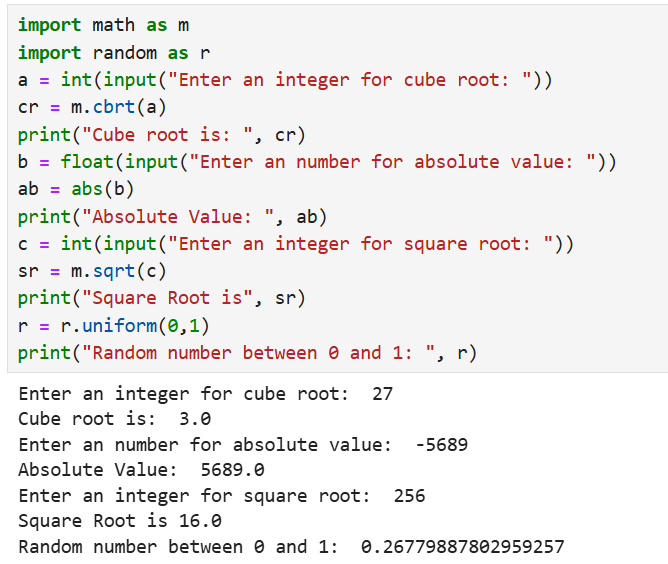 import math as m
import random as r
a = int(input("Enter an integer for cube root: "))
cr = m.cbrt(a)
print("Cube root is: ", cr)
b = float(input("Enter an number for absolute value: "))
ab = abs(b)
print("Absolute Value: ", ab)
c = int(input("Enter an integer for square root: "))
sr = m.sqrt(c)
print("Square Root is", sr)
r = r.uniform(0,1)
print("Random number between 0 and 1: ", r)
Enter an integer for cube root:  27
Cube root is:  3.0
Enter an number for absolute value:  -5689
Absolute Value:  5689.0
Enter an integer for square root:  256
Square Root is 16.0
Random number between 0 and 1:  0.26779887802959257